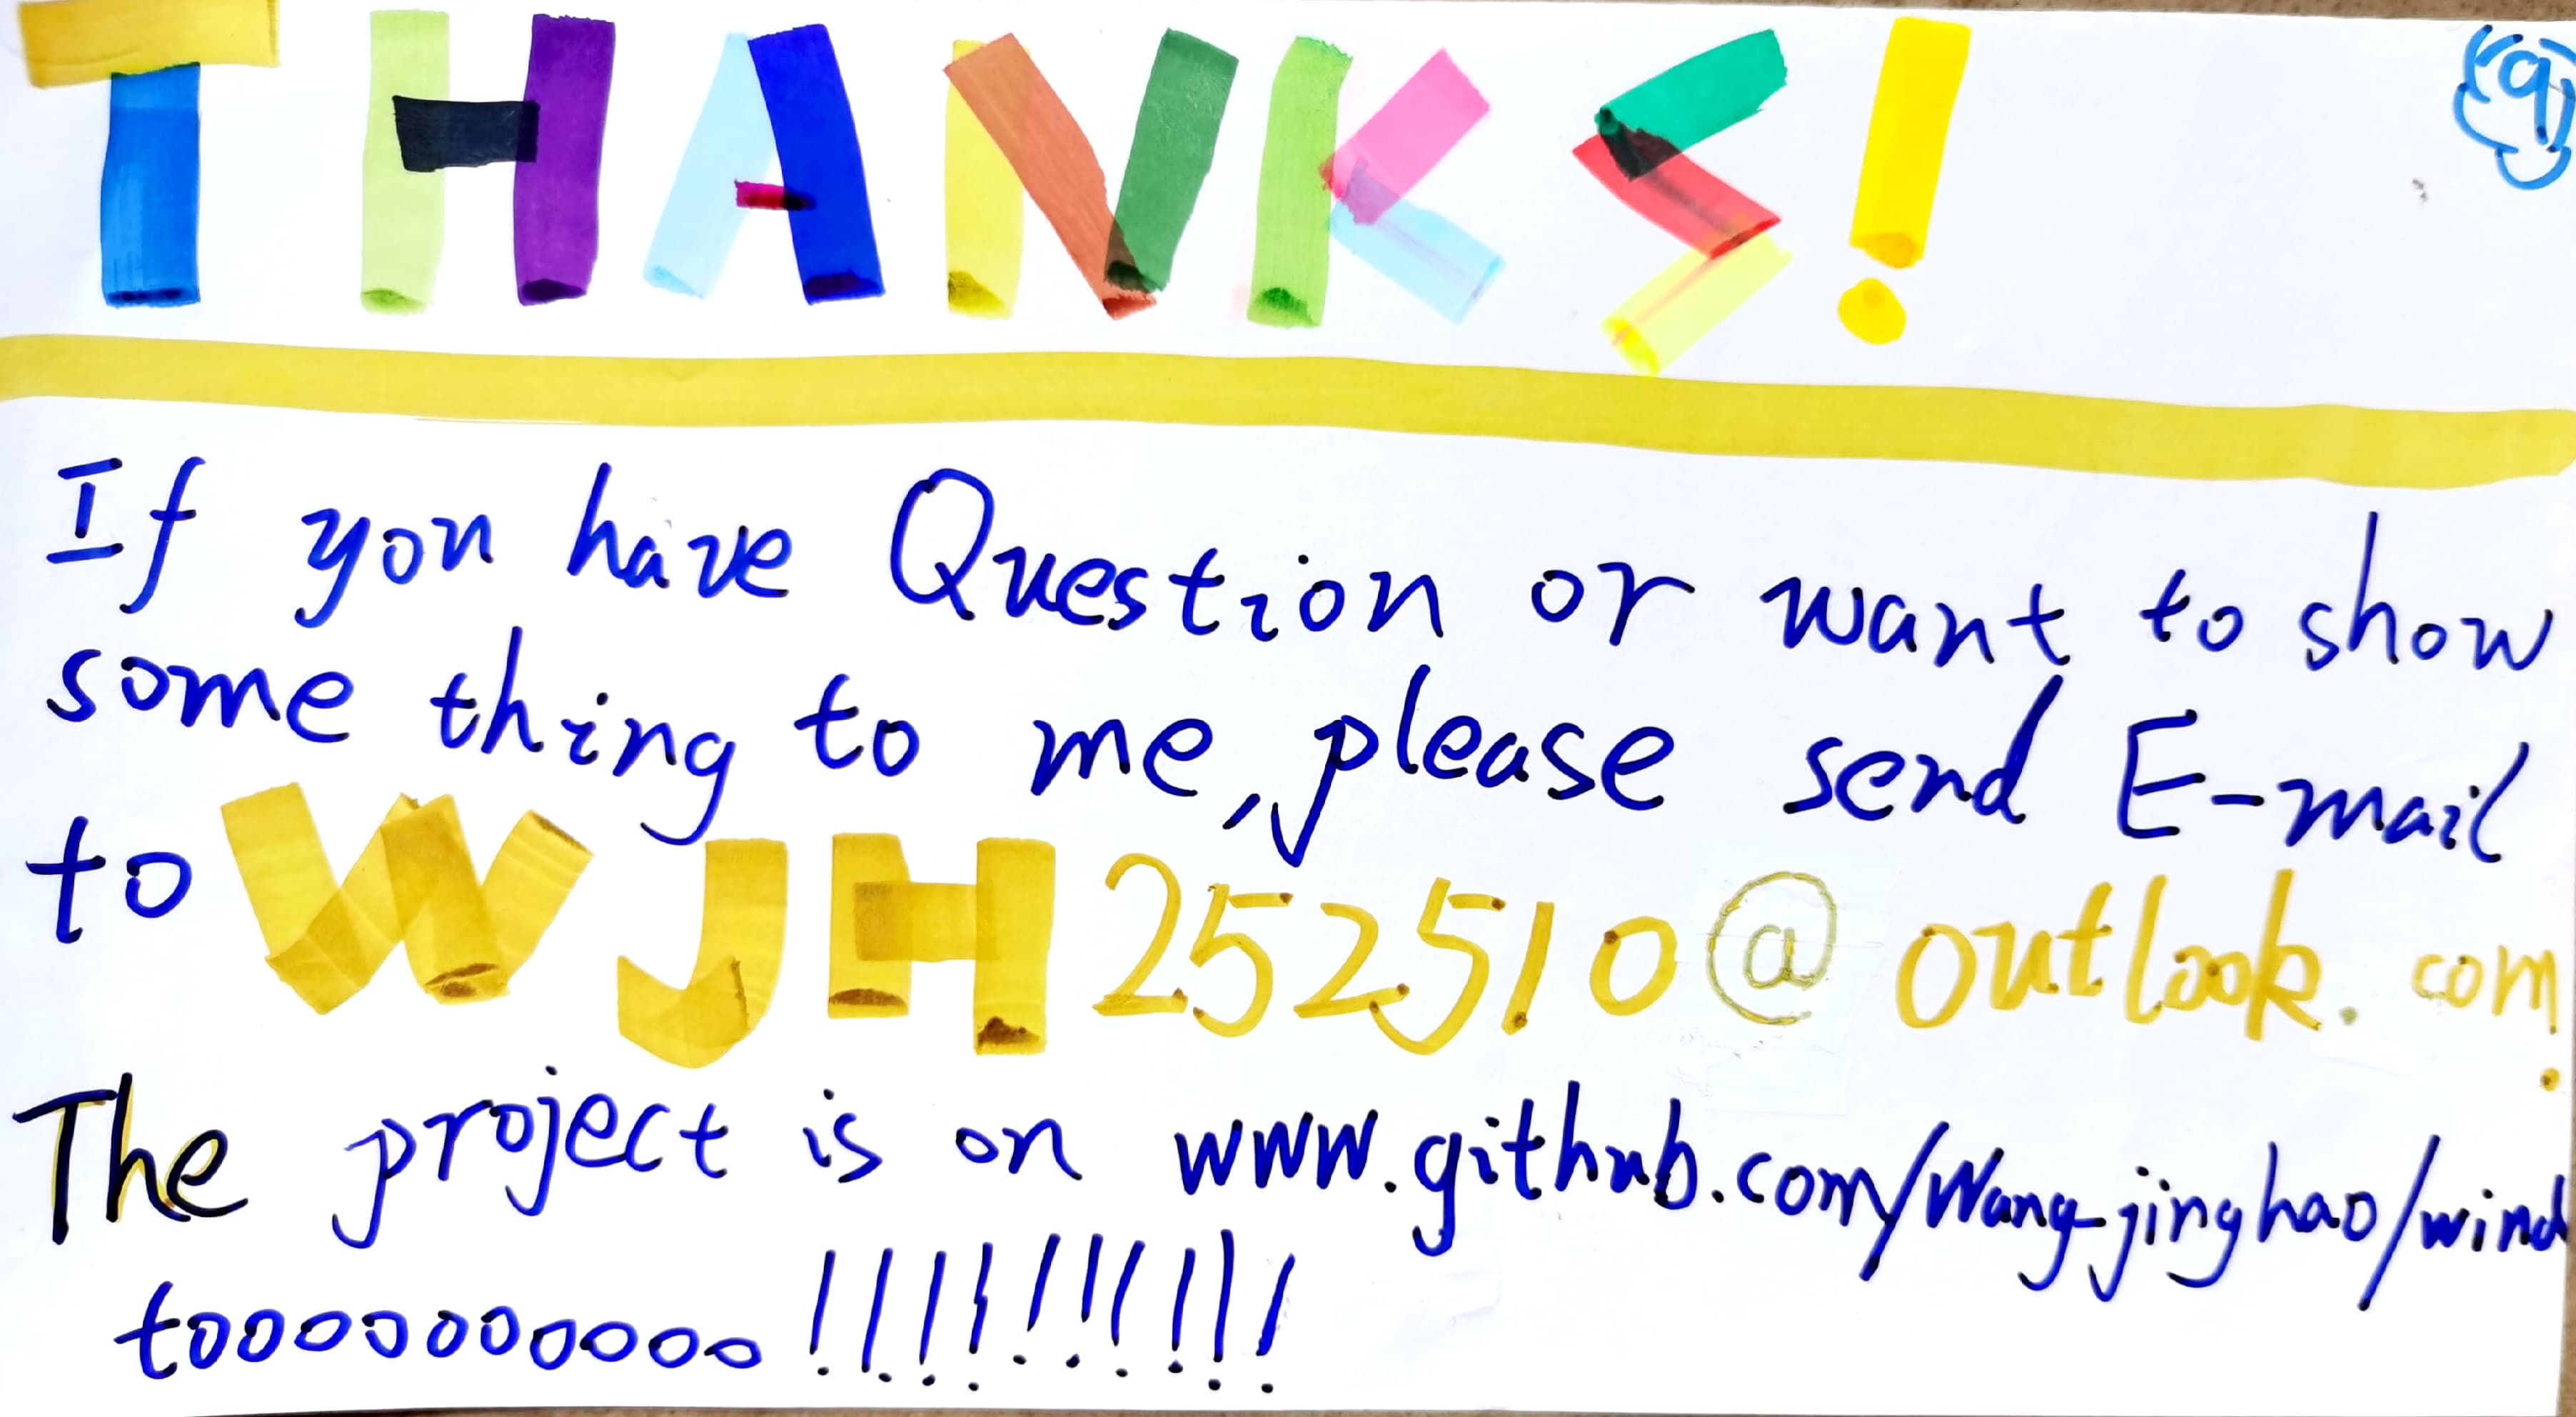 THANKS!
9
If you have Question or want to show
some thing to me, please send E-mail
to WJH252510@outlook.com.
The project is on www.github.com/Wang-jinghao/wind
toooooooooo!!!!!!!!!!